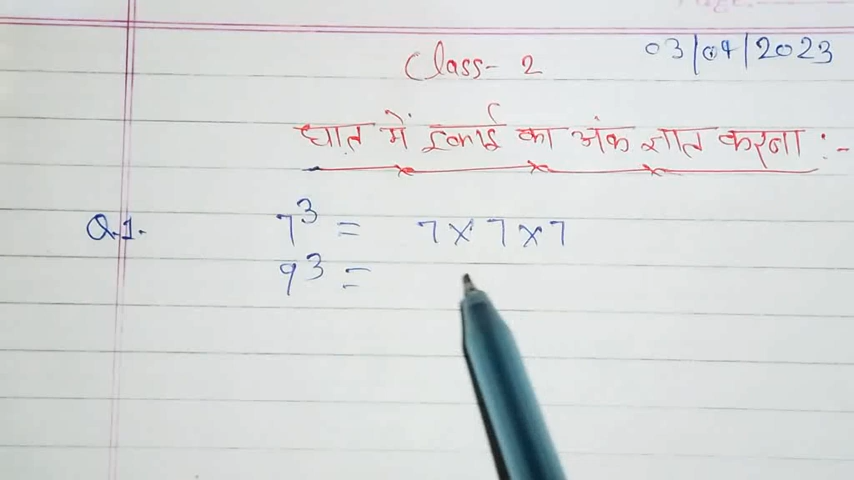 Class- 2 03/04/2023
घात में इकाई का अंक ज्ञात करना :-
Q.1. 7³ = 7×7×7
9³ =